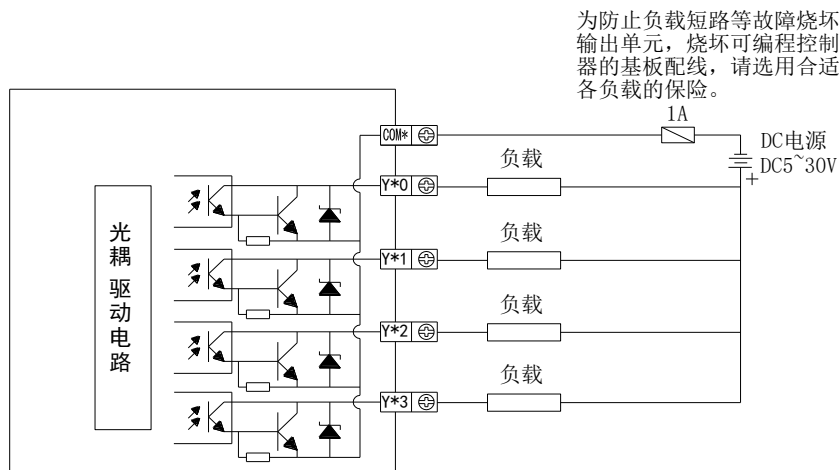 为防止负载短路等故障烧坏
输出单元，烧坏可编程控制
器的基板配线，请选用合适
各负载的保险。
1A
COM*
DC电源
DC5~30V
+
负载
Y*0
负载
Y*1
负载
Y*2
负载
Y*3
光耦 驱动电路